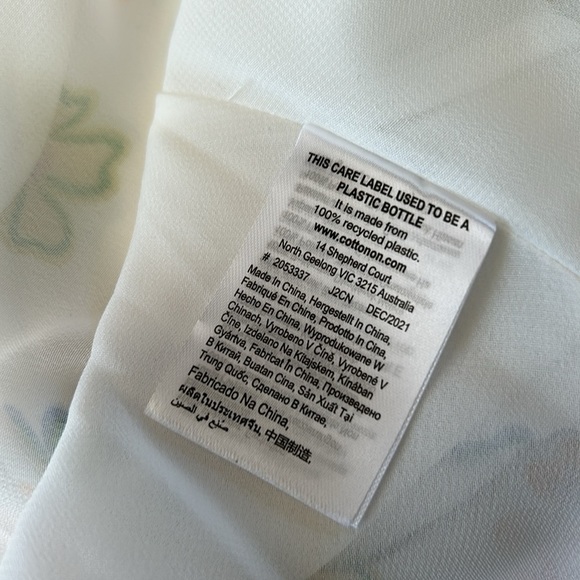 THIS CARE LABEL USED TO BE A
PLASTIC BOTTLE
It is made from
100% recycled plastic.
www.cottonon.com
14 Shepherd Court
North Geelong VIC 3215 Australia
# 2053337 J2CN DEC/2021
Made In China, Hergestellt In China,
Fabriqué En Chine, Prodotto In Cina,
Hecho En China, Wyprodukowane W
Chinach, Vyrobeno V Číně, Vyrobené V
Číne, Izdelano Na Kitajskem, Kínában
Gyártva, Fabricat În China, Произведено
В Китай, Buatan Cina, Sản Xuất Tại
Trung Quốc, Сделано В Китае,
Fabricado Na China,
ผลิตในประเทศจีน, 中国制造,
صنع في الصين